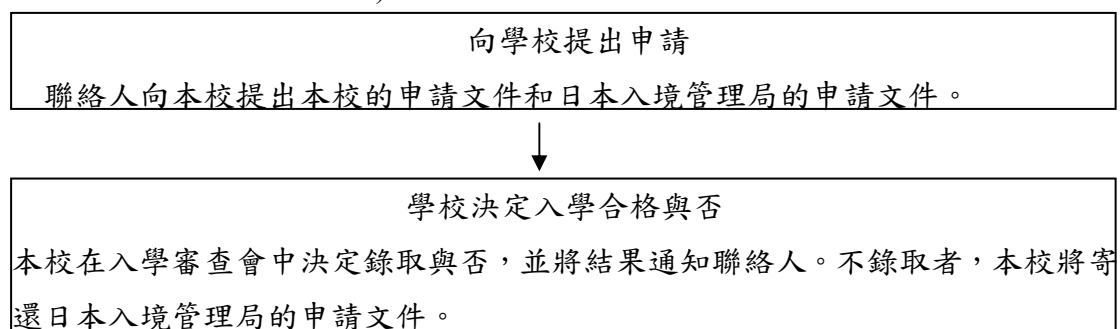 向學校提出申請
聯絡人向本校提出本校的申請文件和日本入境管理局的申請文件。
學校決定入學合格與否
本校在入學審查會中決定錄取與否，並將結果通知聯絡人。不錄取者，本校將寄
還日本入境管理局的申請文件。